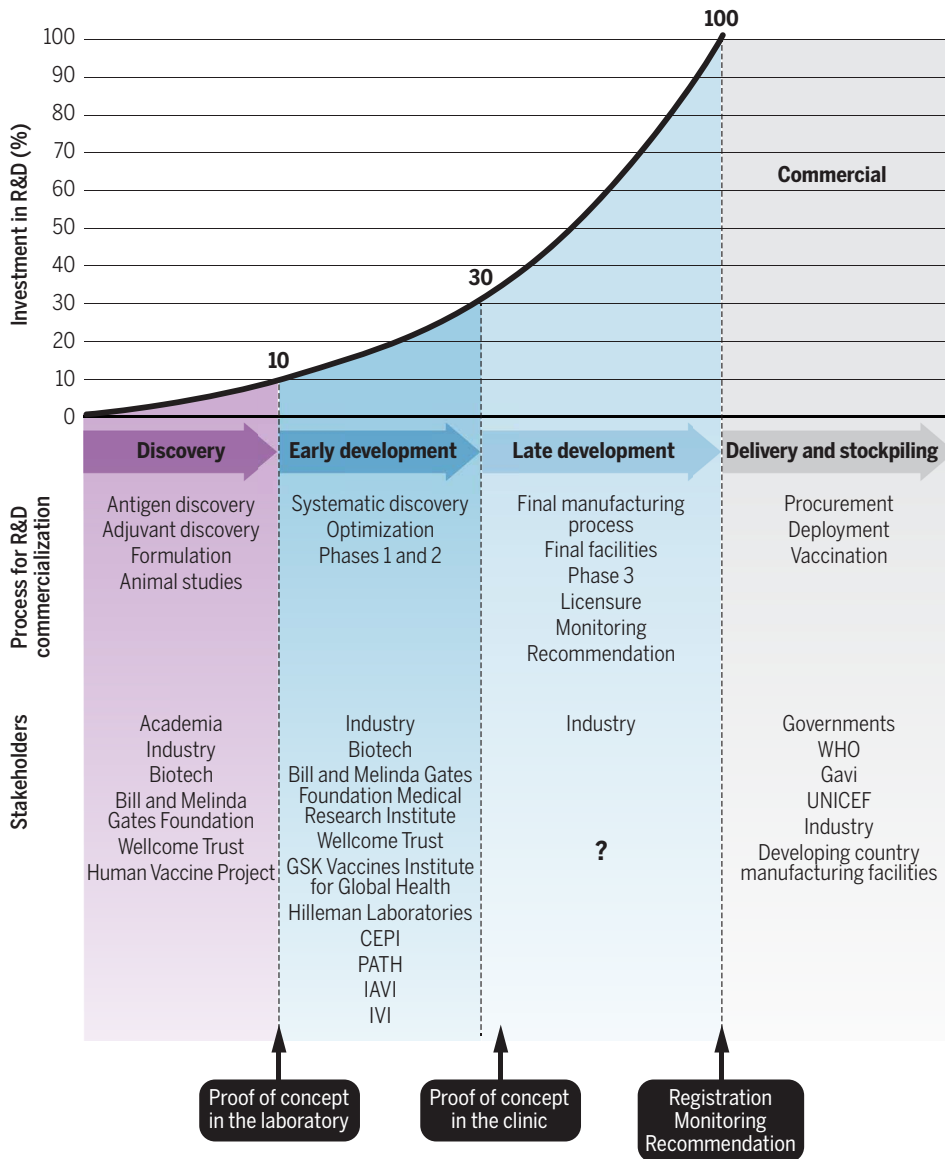 100
100
90
80
70
60
50
40
30
20
10
0
Investment in R&D (%)
10
30
Commercial
Discovery
Early development
Late development
Delivery and stockpiling
Process for R&D
commercialization
Antigen discovery
Adjuvant discovery
Formulation
Animal studies
Systematic discovery
Optimization
Phases 1 and 2
Final manufacturing
process
Final facilities
Phase 3
Licensure
Monitoring
Recommendation
Procurement
Deployment
Vaccination
Stakeholders
Academia
Industry
Biotech
Bill and Melinda
Gates Foundation
Wellcome Trust
Human Vaccine Project
Industry
Biotech
Bill and Melinda Gates
Foundation Medical
Research Institute
Wellcome Trust
GSK Vaccines Institute
for Global Health
Hilleman Laboratories
CEPI
PATH
IAVI
IVI
Industry
?
Governments
WHO
Gavi
UNICEF
Industry
Developing country
manufacturing facilities
Proof of concept
in the laboratory
Proof of concept
in the clinic
Registration
Monitoring
Recommendation